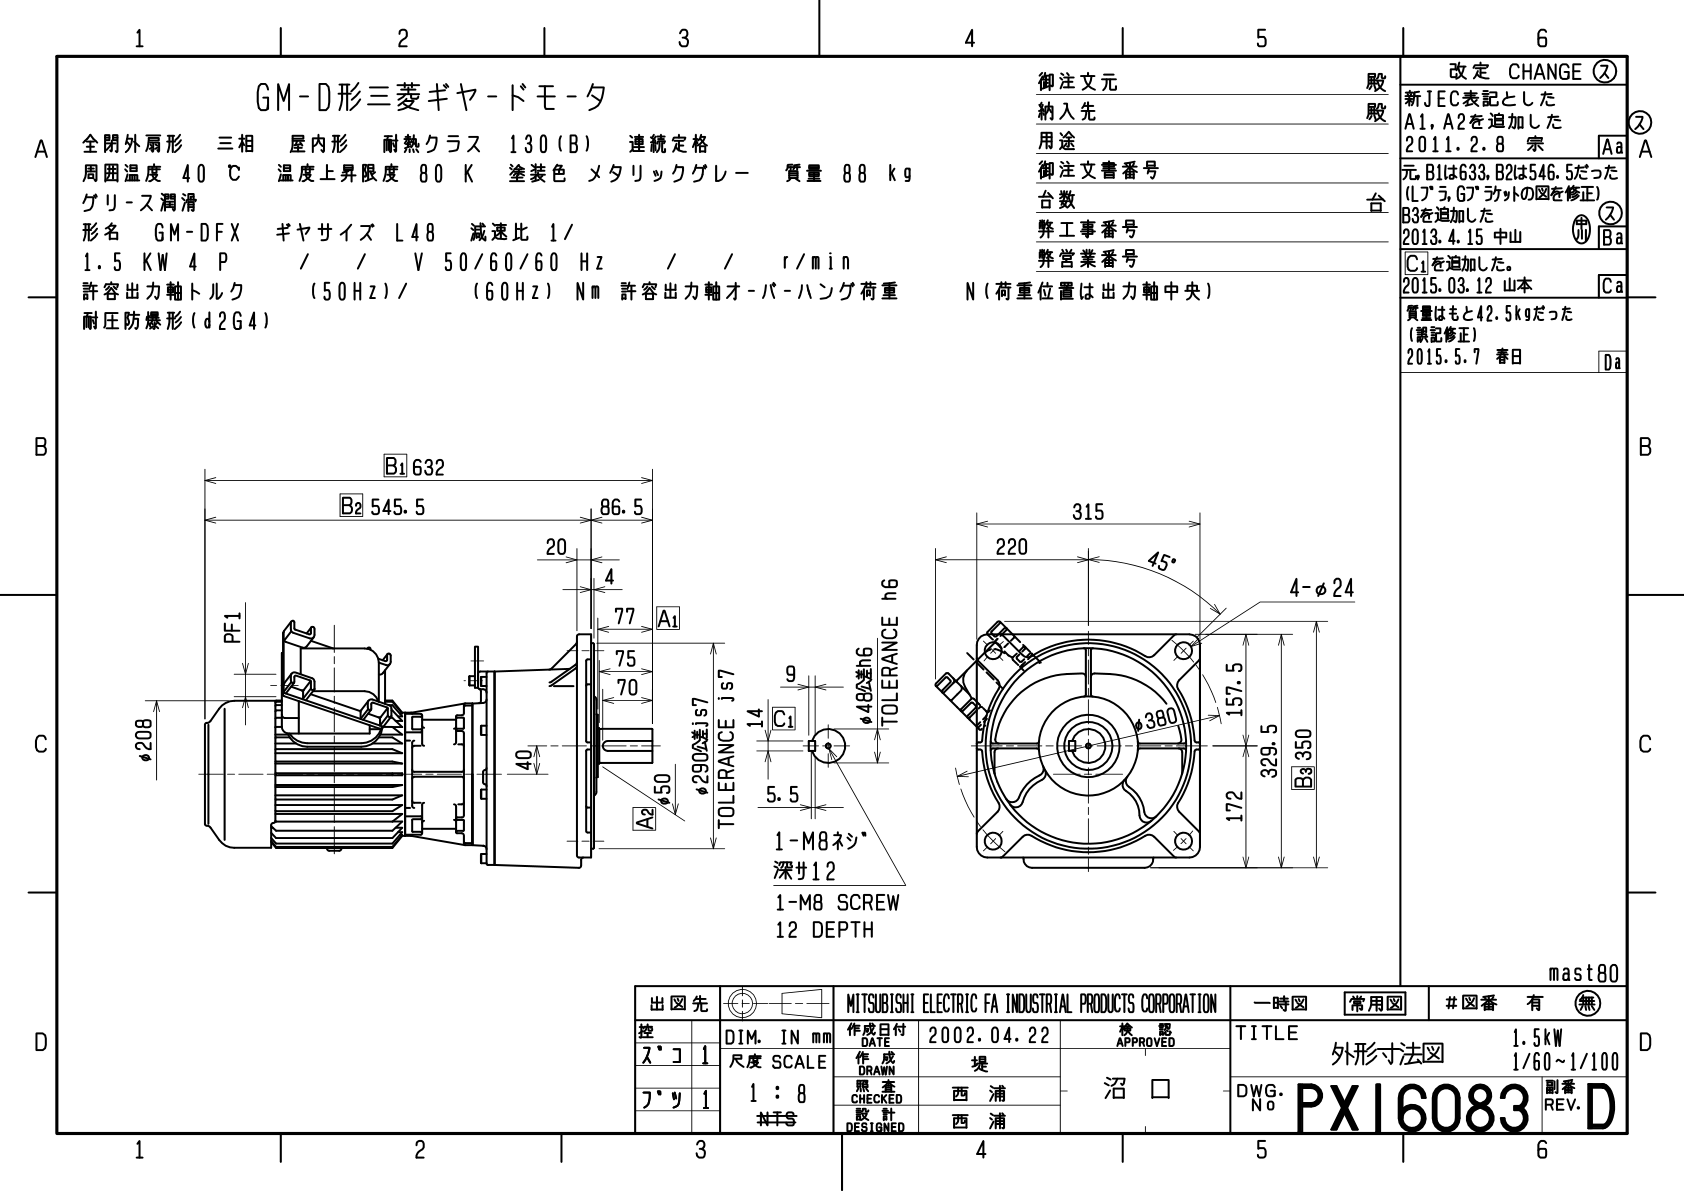 1 2 3 4 5 6
GM-D形三菱ギヤードモータ
全閉外扇形 三相 屋内形 耐熱クラス 130(B) 連続定格
周囲温度 40 ℃ 温度上昇限度 80 K 塗装色 メタリックグレー 質量 88 kg
グリース潤滑
形名 GM-DFX ギヤサイズ L48 減速比 1/
1.5 KW 4 P / / V 50/60/60 Hz / / r/min
許容出力軸トルク (50Hz)/ (60Hz) Nm 許容出力軸オーバーハング荷重 N(荷重位置は出力軸中央)
耐圧防爆形(d2G4)
御注文元 殿
納入先 殿
用途
御注文書番号
台数 台
弊工事番号
弊営業番号
改定 CHANGE ス
新JEC表記とした
A1,A2を追加した
2011.2.8 宗 Aa
ス
元,B1は633,B2は546.5だった
(Lブラ,Gブラケットの図を修正)
B3を追加した ス
2013.4.15 中山 中川 Ba
C1を追加した。
2015.03.12 山本 Ca
質量はもと42.5kgだった
(誤記修正)
2015.5.7 春日 Da
A A
B B
C C
D D
B1 632
B2 545.5 86.5
20
4
77 A1
75
70
PF1
φ208
40
φ50
A2
φ290公差js7
TOLERANCE js7
9
14
C1
5.5
φ48公差h6
TOLERANCE h6
1-M8ネジ
深サ12
1-M8 SCREW
12 DEPTH
315
220
45°
4-φ24
φ380
157.5
172
329.5
B3 350
mast80
出図先
控
ズコ 1
ブツ 1
DIM. IN mm
尺度 SCALE
1 : 8
NTS
MITSUBISHI ELECTRIC FA INDUSTRIAL PRODUCTS CORPORATION
作成日付
DATE
2002.04.22
作成
DRAWN
堤
照査
CHECKED
西浦
設計
DESIGNED
西浦
検認
APPROVED
沼口
一時図 常用図 #図番 有 無
TITLE
外形寸法図
1.5kW
1/60~1/100
DWG.
No
PX16083
副番
REV.
D
1 2 3 4 5 6